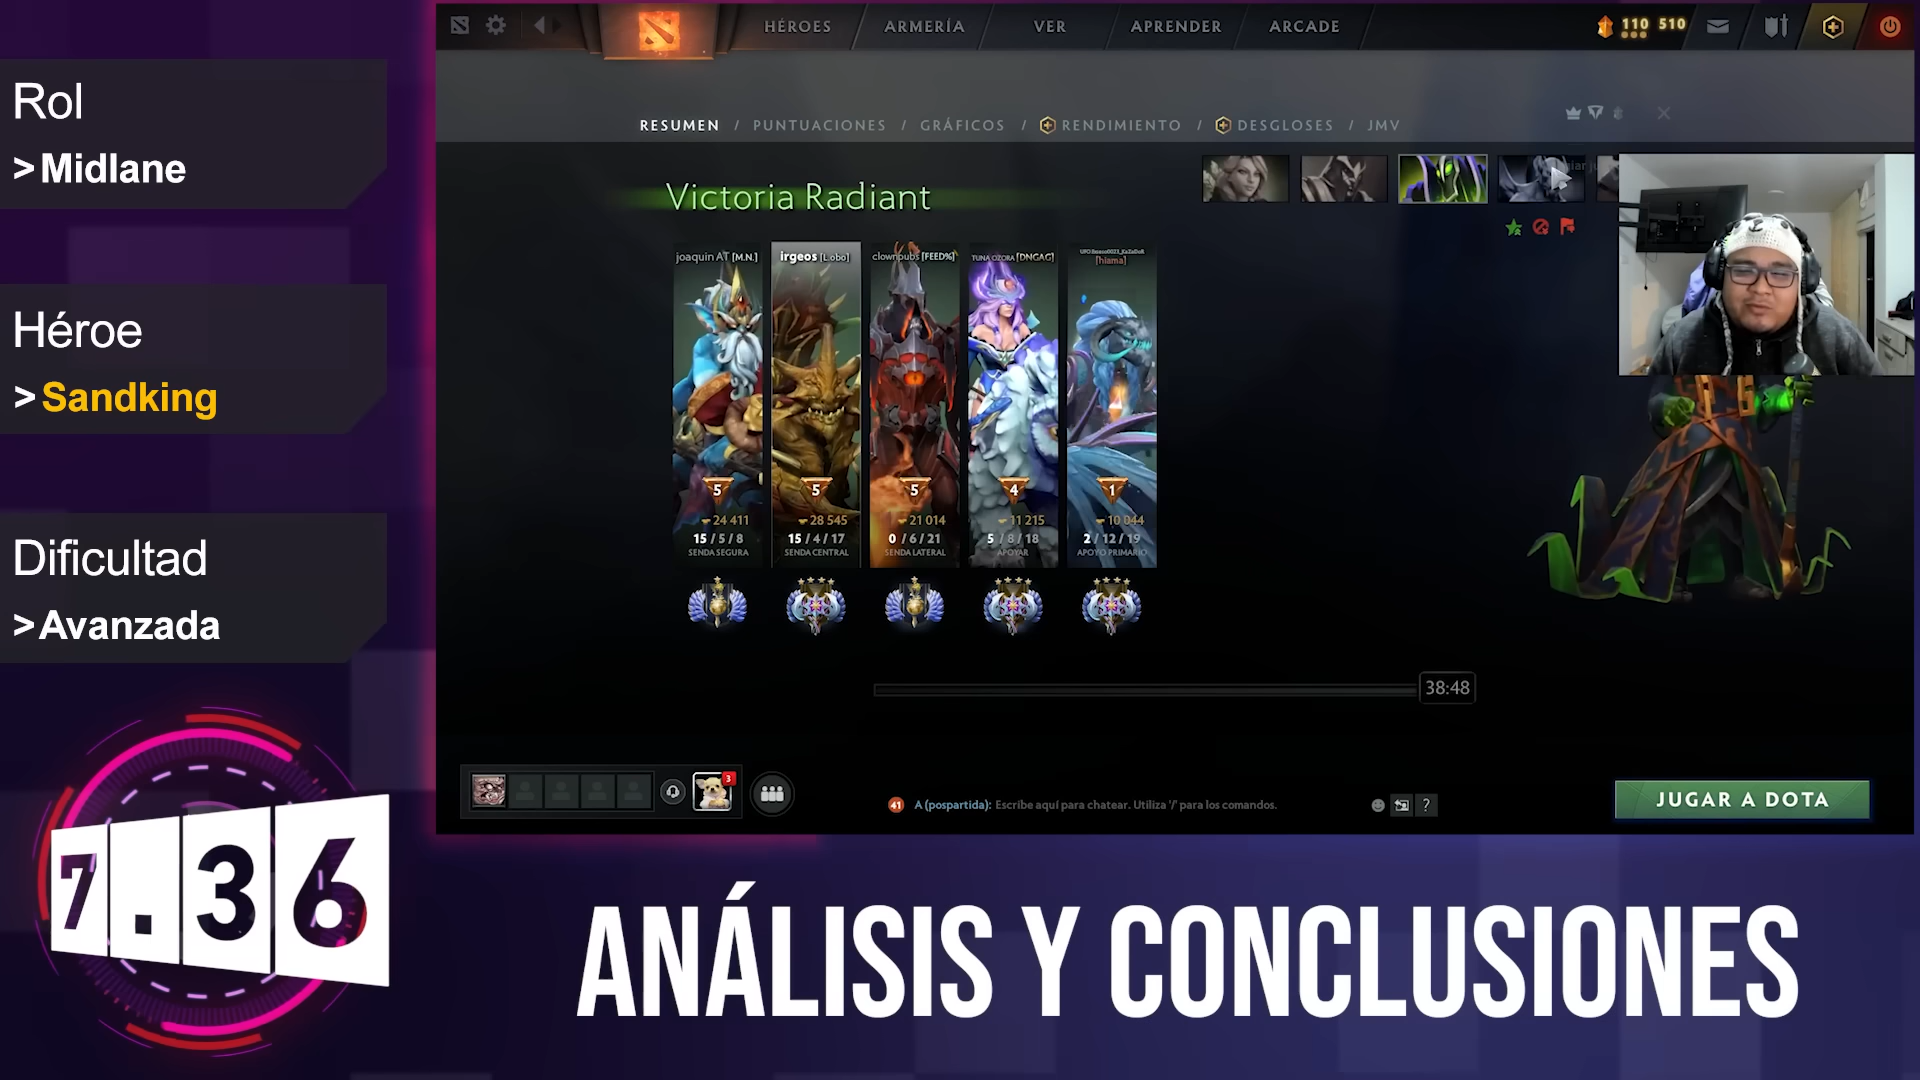 HÉROES
ARMERÍA
VER
APRENDER
ARCADE
110 510
Rol
>Midlane
RESUMEN / PUNTUACIONES / GRÁFICOS / RENDIMIENTO / DESGLOSES / JMV
Victoria Radiant
joaquin AT [M.N.]
irgeos [Lobo]
clownpubs [FEED%]
TUNA OZORA [DNGAG]
[hiama]
Héroe
>Sandking
5 5 5 4 1
24 411
28 545
21 014
11 215
10 044
15 / 5 / 8
15 / 4 / 17
0 / 6 / 21
5 / 8 / 18
2 / 12 / 19
SENDA SEGURA
SENDA CENTRAL
SENDA LATERAL
APOYAR
APOYO PRIMARIO
Dificultad
>Avanzada
38:48
3
41 A (pospartida): Escribe aquí para chatear. Utiliza '/' para los comandos.
?
JUGAR A DOTA
7.36
ANÁLISIS Y CONCLUSIONES